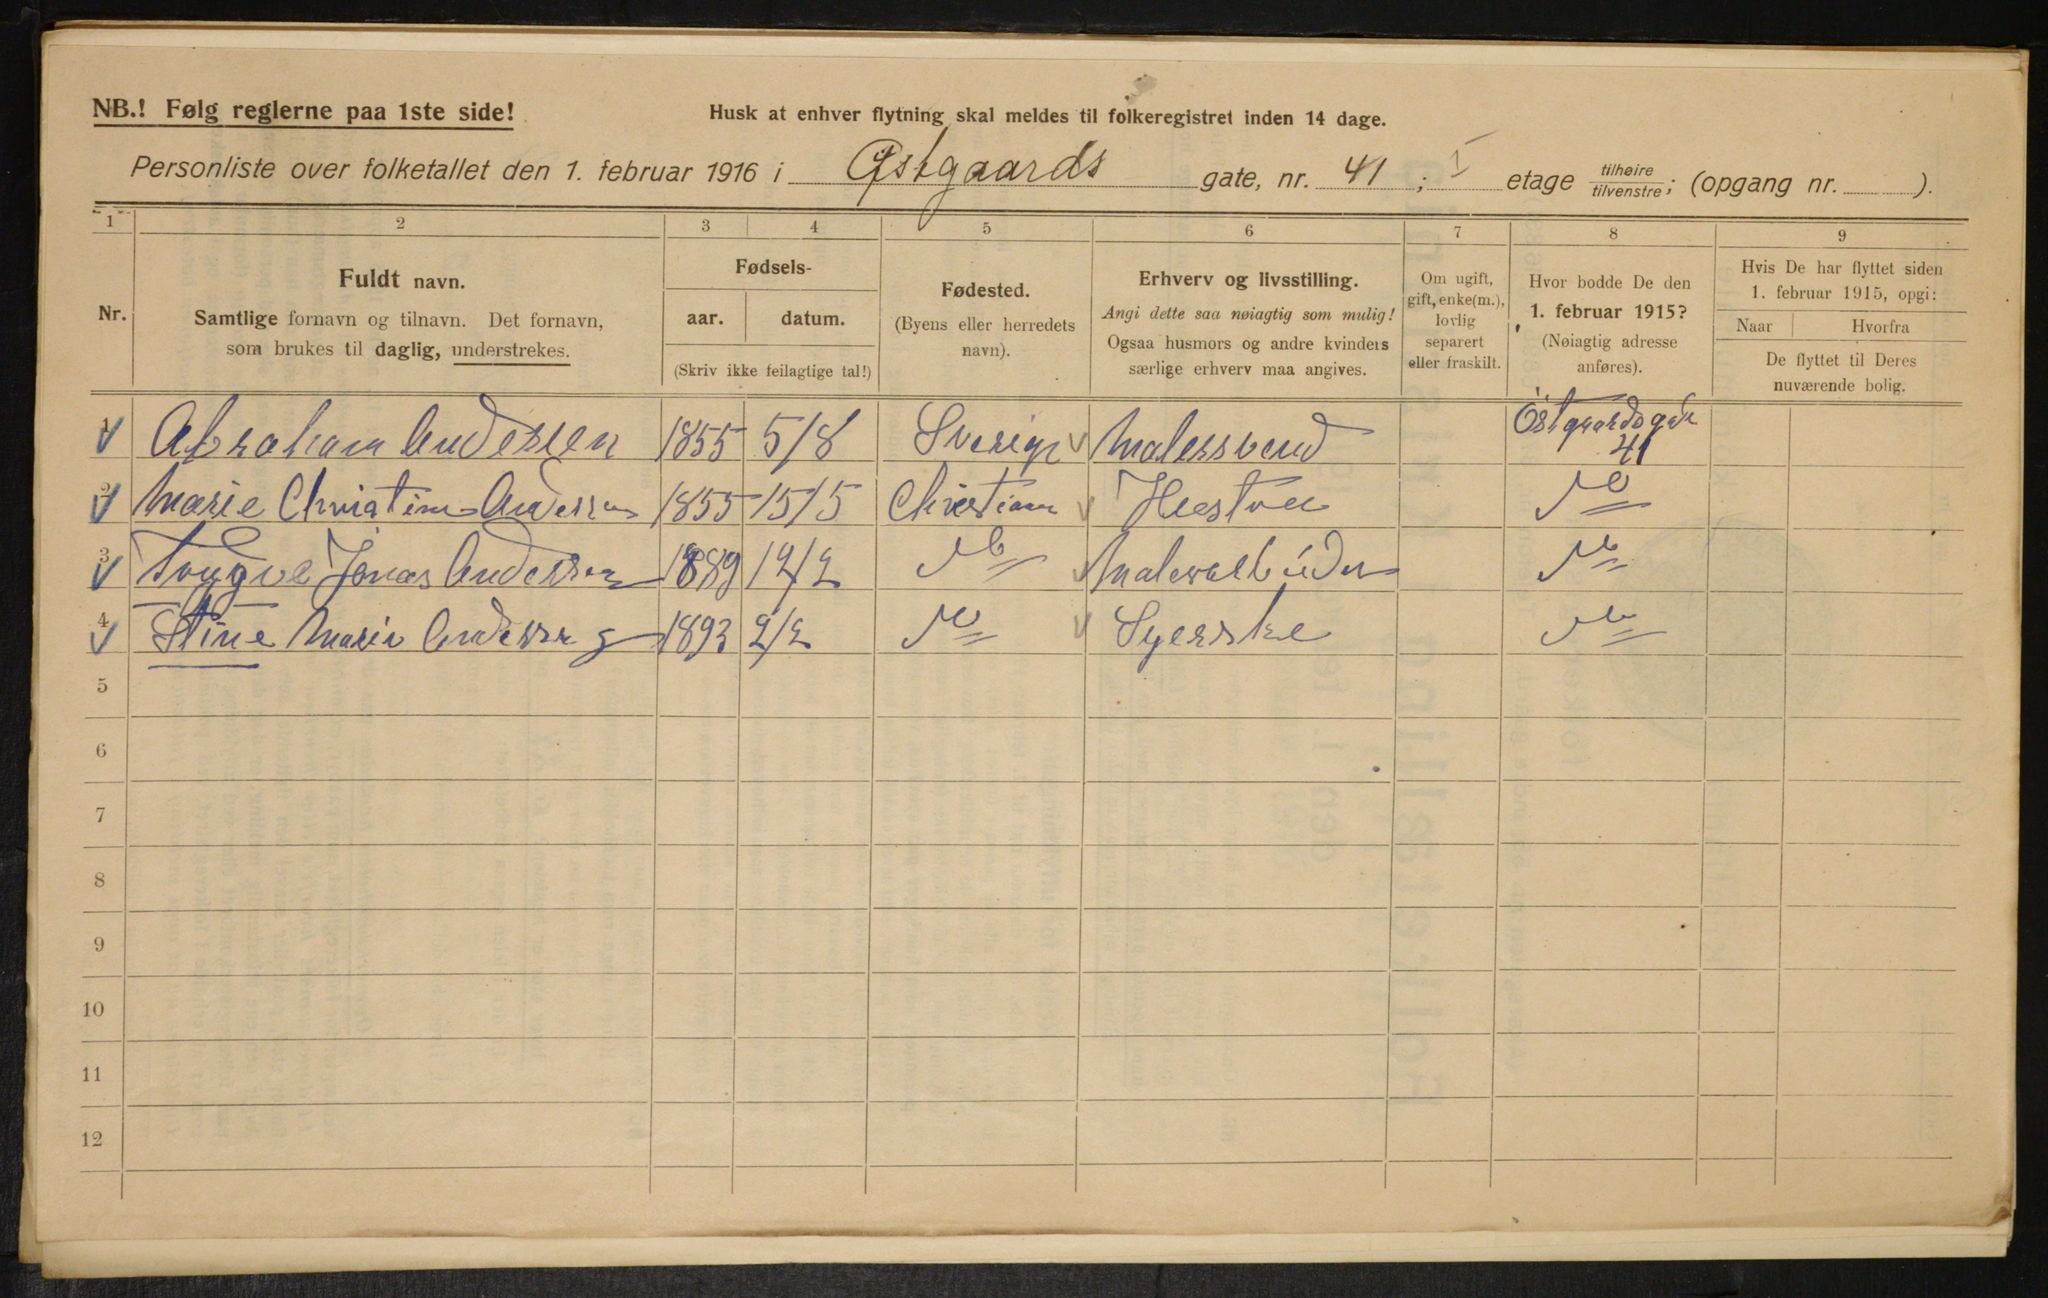 NB.! Følg reglerne paa 1ste side!
Husk at enhver flytning skal meldes til folkeregistret inden 14 dage.
Personliste over folketallet den 1. februar 1916 i Østgaards gate, nr. 41 ; I etage tilhøire/tilvenstre; (opgang nr. ).
1 2 3 4 5 6 7 8 9
Nr.
Fuldt navn.
Samtlige fornavn og tilnavn. Det fornavn,
som brukes til daglig, understrekes.
Fødsels-
aar. datum.
(Skriv ikke feilagtige tal!)
Fødested.
(Byens eller herredets
navn).
Erhverv og livsstilling.
Angi dette saa nøiagtig som mulig!
Ogsaa husmors og andre kvinders
særlige erhverv maa angives.
Om ugift,
gift, enke(m.),
lovlig
separert
eller fraskilt.
Hvor bodde De den
1. februar 1915?
(Nøiagtig adresse
anføres).
Hvis De har flyttet siden
1. februar 1915, opgi:
Naar Hvorfra
De flyttet til Deres
nuværende bolig.
1 Abraham Andersen 1855 5/8 Sverige Malersvend Östgaardsgde 41
2 Marie Christine Andersen 1855 15/5 Christiania Hustru do
3 Trygve Jonas Andersen 1889 12/2 do Malerarbeider do
4 Stine Marie Andersen 1893 2/2 do Syerske do
5
6
7
8
9
10
11
12